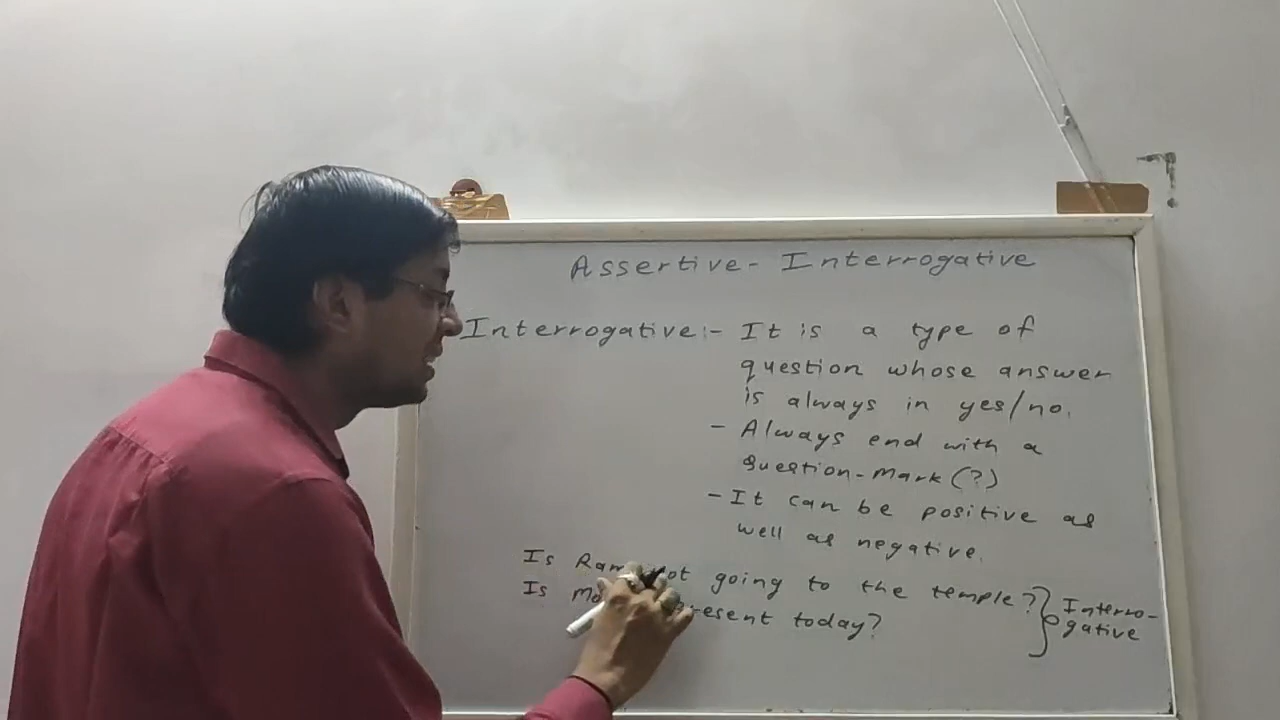 Assertive - Interrogative
Interrogative:- It is a type of
question whose answer
is always in yes/no.
- Always end with a
question-mark (?)
- It can be positive as
well as negative.
Is Ram not going to the temple?
Is present today?
Interro-
gative